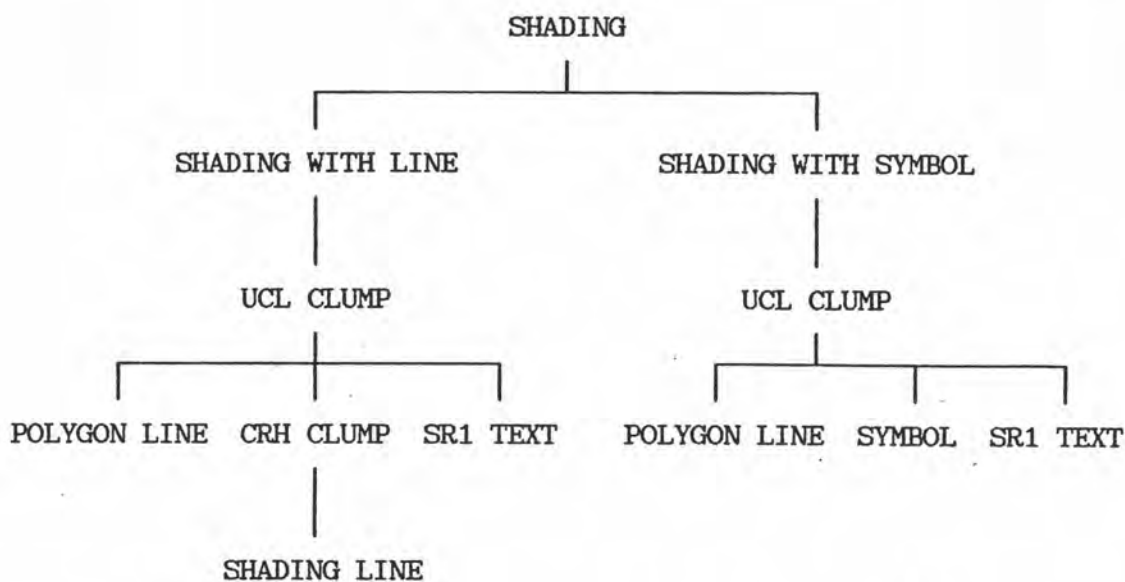 SHADING
SHADING WITH LINE SHADING WITH SYMBOL
UCL CLUMP UCL CLUMP
POLYGON LINE CRH CLUMP SR1 TEXT POLYGON LINE SYMBOL SR1 TEXT
SHADING LINE